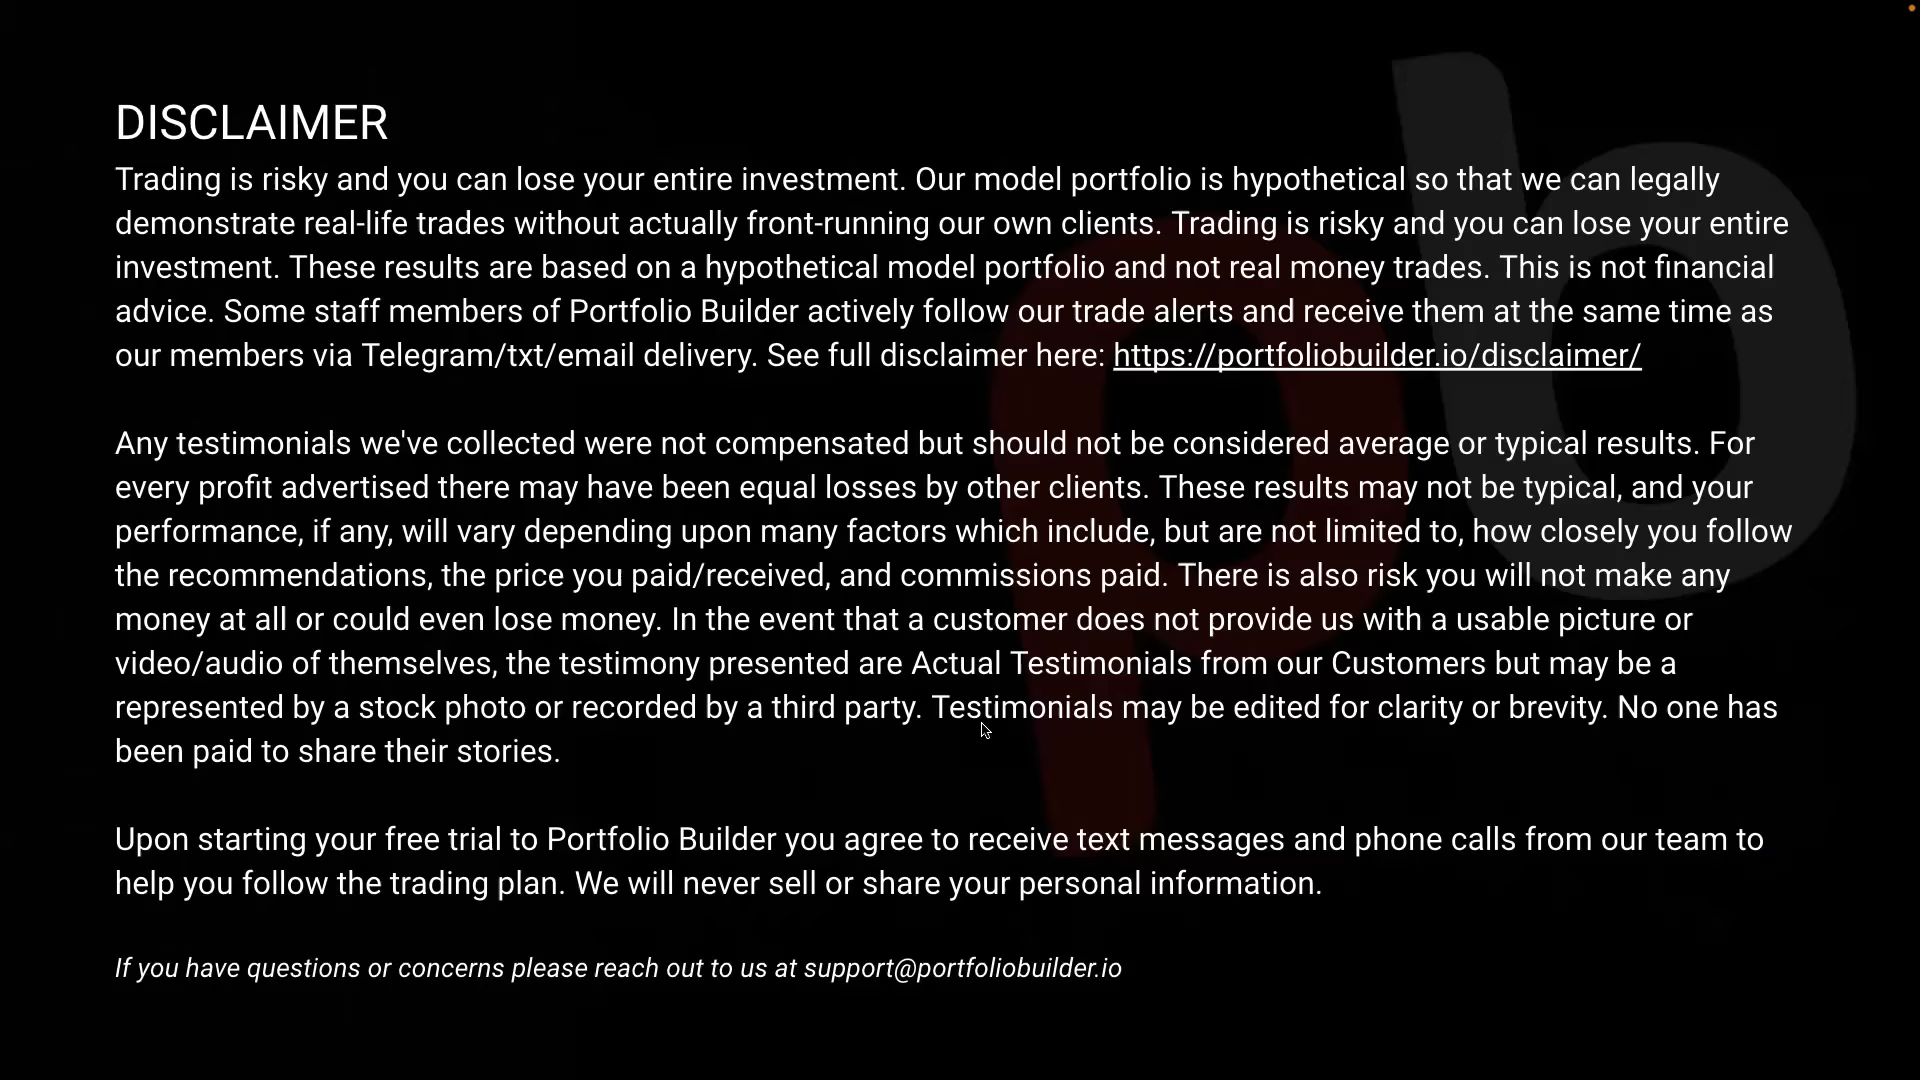 DISCLAIMER
Trading is risky and you can lose your entire investment. Our model portfolio is hypothetical so that we can legally
demonstrate real-life trades without actually front-running our own clients. Trading is risky and you can lose your entire
investment. These results are based on a hypothetical model portfolio and not real money trades. This is not financial
advice. Some staff members of Portfolio Builder actively follow our trade alerts and receive them at the same time as
our members via Telegram/txt/email delivery. See full disclaimer here: https://portfoliobuilder.io/disclaimer/
Any testimonials we've collected were not compensated but should not be considered average or typical results. For
every profit advertised there may have been equal losses by other clients. These results may not be typical, and your
performance, if any, will vary depending upon many factors which include, but are not limited to, how closely you follow
the recommendations, the price you paid/received, and commissions paid. There is also risk you will not make any
money at all or could even lose money. In the event that a customer does not provide us with a usable picture or
video/audio of themselves, the testimony presented are Actual Testimonials from our Customers but may be a
represented by a stock photo or recorded by a third party. Testimonials may be edited for clarity or brevity. No one has
been paid to share their stories.
Upon starting your free trial to Portfolio Builder you agree to receive text messages and phone calls from our team to
help you follow the trading plan. We will never sell or share your personal information.
If you have questions or concerns please reach out to us at support@portfoliobuilder.io
pb